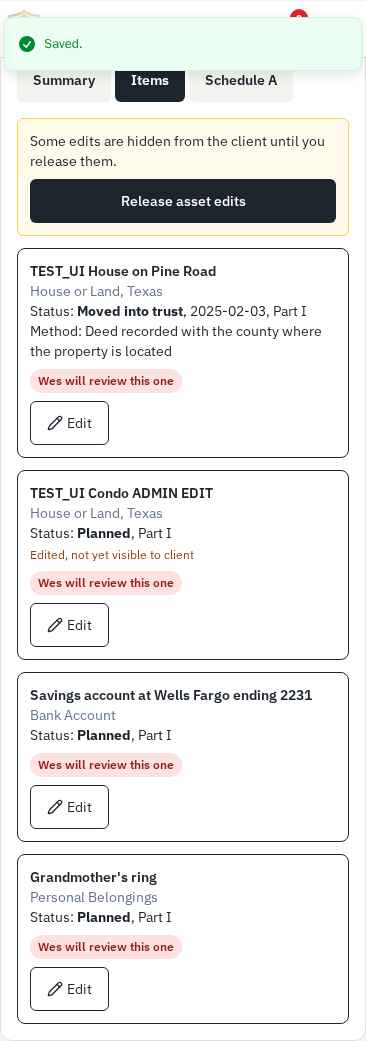 Saved.
Summary
Items
Schedule A
Some edits are hidden from the client until you
release them.
Release asset edits
TEST_UI House on Pine Road
House or Land, Texas
Status: Moved into trust, 2025-02-03, Part I
Method: Deed recorded with the county where
the property is located
Wes will review this one
Edit
TEST_UI Condo ADMIN EDIT
House or Land, Texas
Status: Planned, Part I
Edited, not yet visible to client
Wes will review this one
Edit
Savings account at Wells Fargo ending 2231
Bank Account
Status: Planned, Part I
Wes will review this one
Edit
Grandmother's ring
Personal Belongings
Status: Planned, Part I
Wes will review this one
Edit